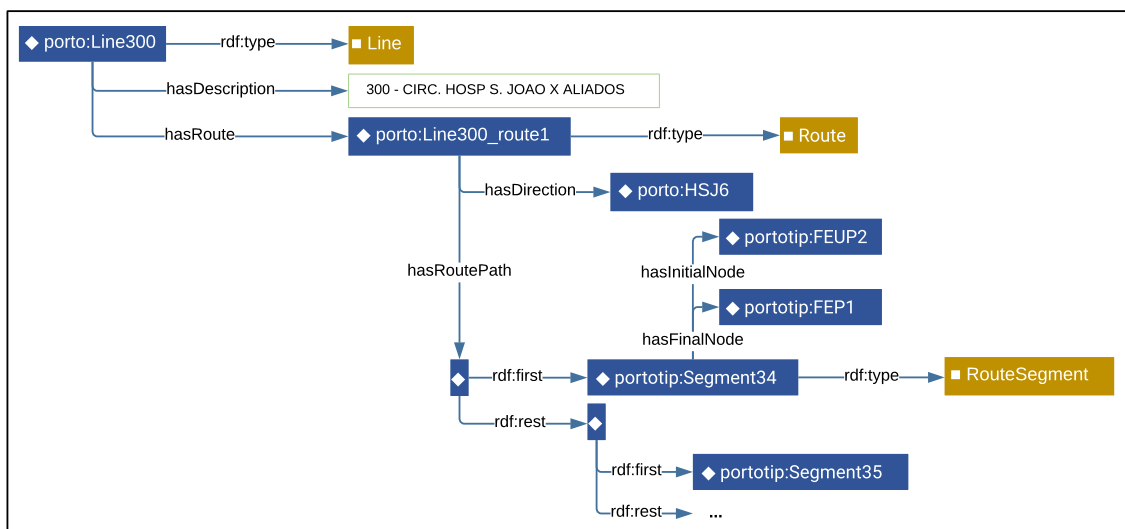 porto:Line300
rdf:type
Line
hasDescription
300 - CIRC. HOSP S. JOAO X ALIADOS
hasRoute
porto:Line300_route1
rdf:type
Route
hasDirection
porto:HSJ6
portotip:FEUP2
hasRoutePath
hasInitialNode
portotip:FEP1
hasFinalNode
rdf:first
portotip:Segment34
rdf:type
RouteSegment
rdf:rest
rdf:first
portotip:Segment35
rdf:rest
...